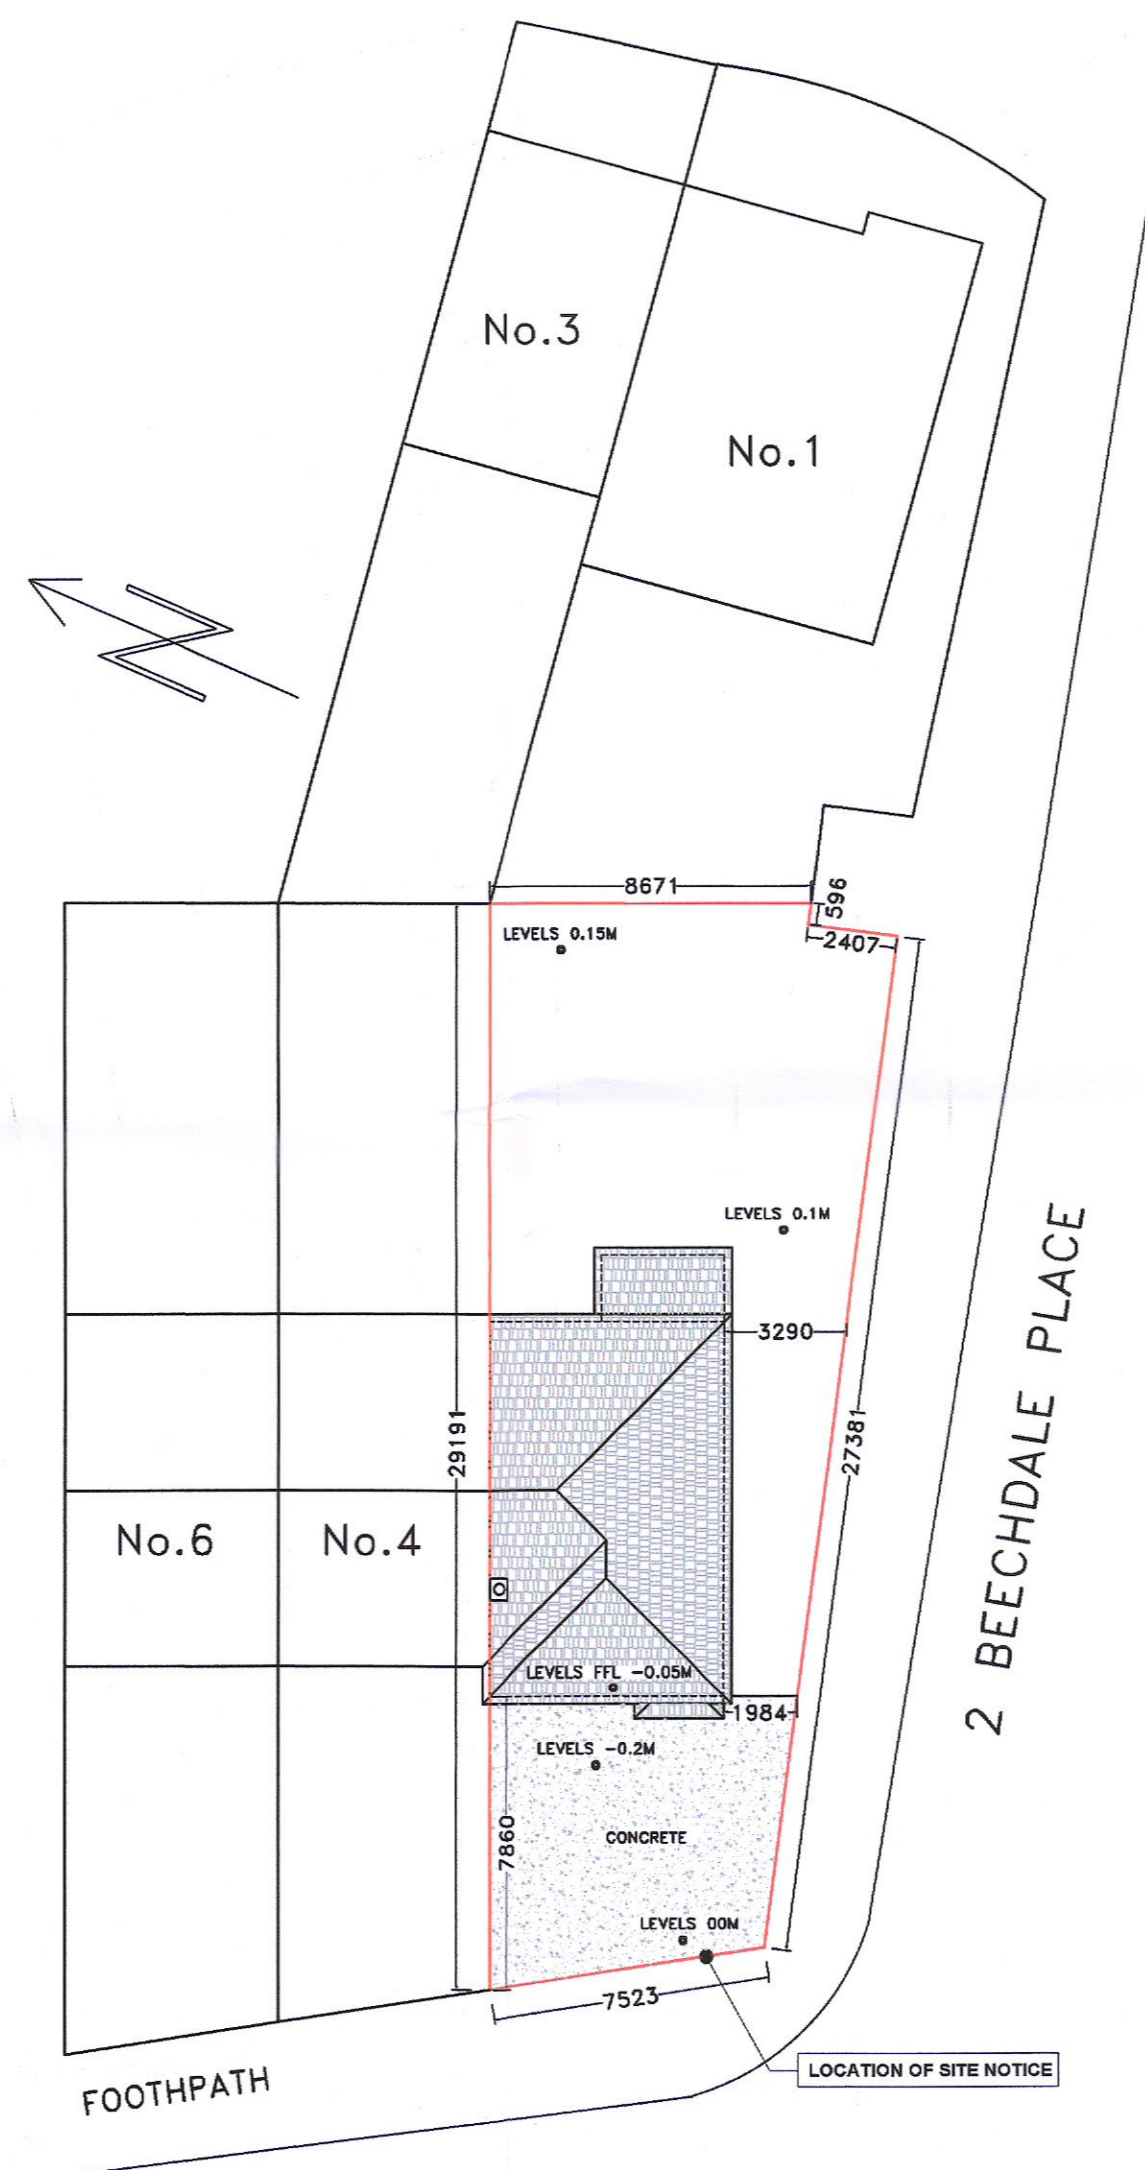 No.3
No.1
8671
596
LEVELS 0.15M
2407
LEVELS 0.1M
3290
29191
27381
2 BEECHDALE PLACE
No.6
No.4
LEVELS FFL -0.05M
1984
LEVELS -0.2M
7860
CONCRETE
LEVELS 00M
7523
LOCATION OF SITE NOTICE
FOOTHPATH